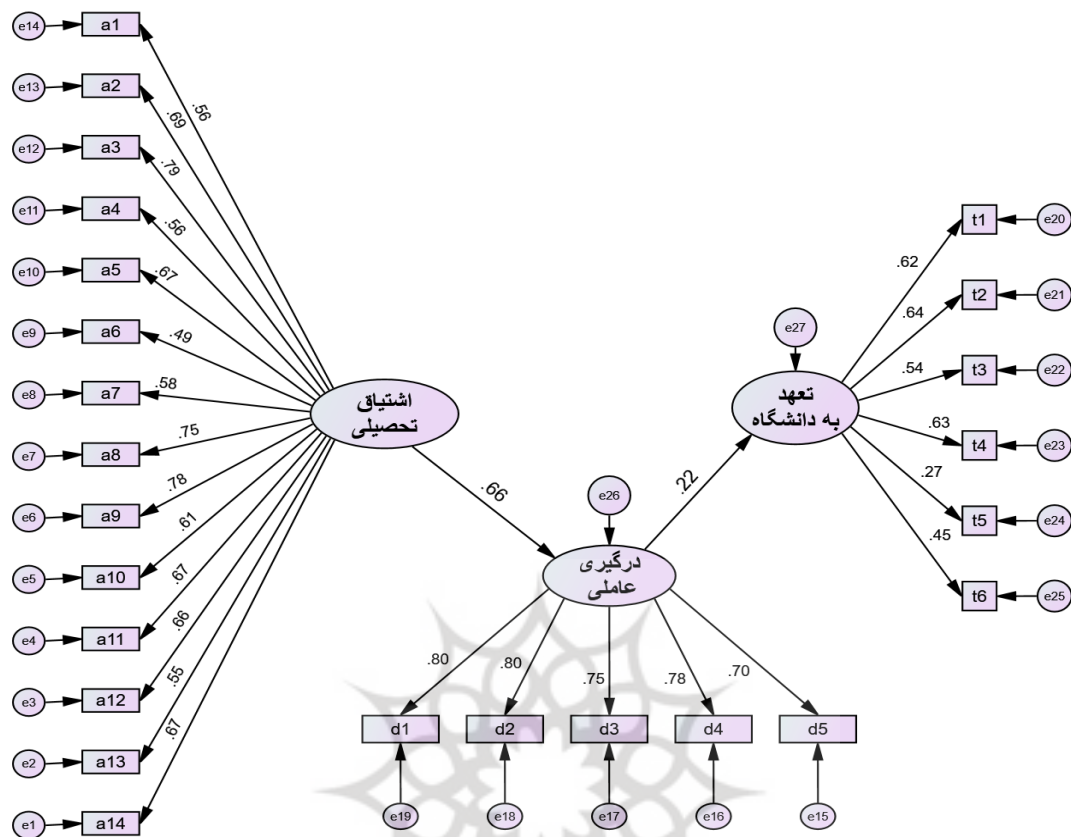 e14
a1
.56
e13
a2
.69
e12
a3
.79
e11
a4
.56
e10
a5
.67
e9
a6
.49
e8
a7
.58
e7
a8
.75
e6
a9
.78
e5
a10
.61
e4
a11
.67
e3
a12
.66
e2
a13
.55
e1
a14
.67
اشتیاق
تحصیلی
.66
e26
درگیری
عاملی
.22
e27
تعهد
به دانشگاه
.62
t1
e20
.64
t2
e21
.54
t3
e22
.63
t4
e23
.27
t5
e24
.45
t6
e25
.80
.80
.75
.78
.70
d1
d2
d3
d4
d5
e19
e18
e17
e16
e15